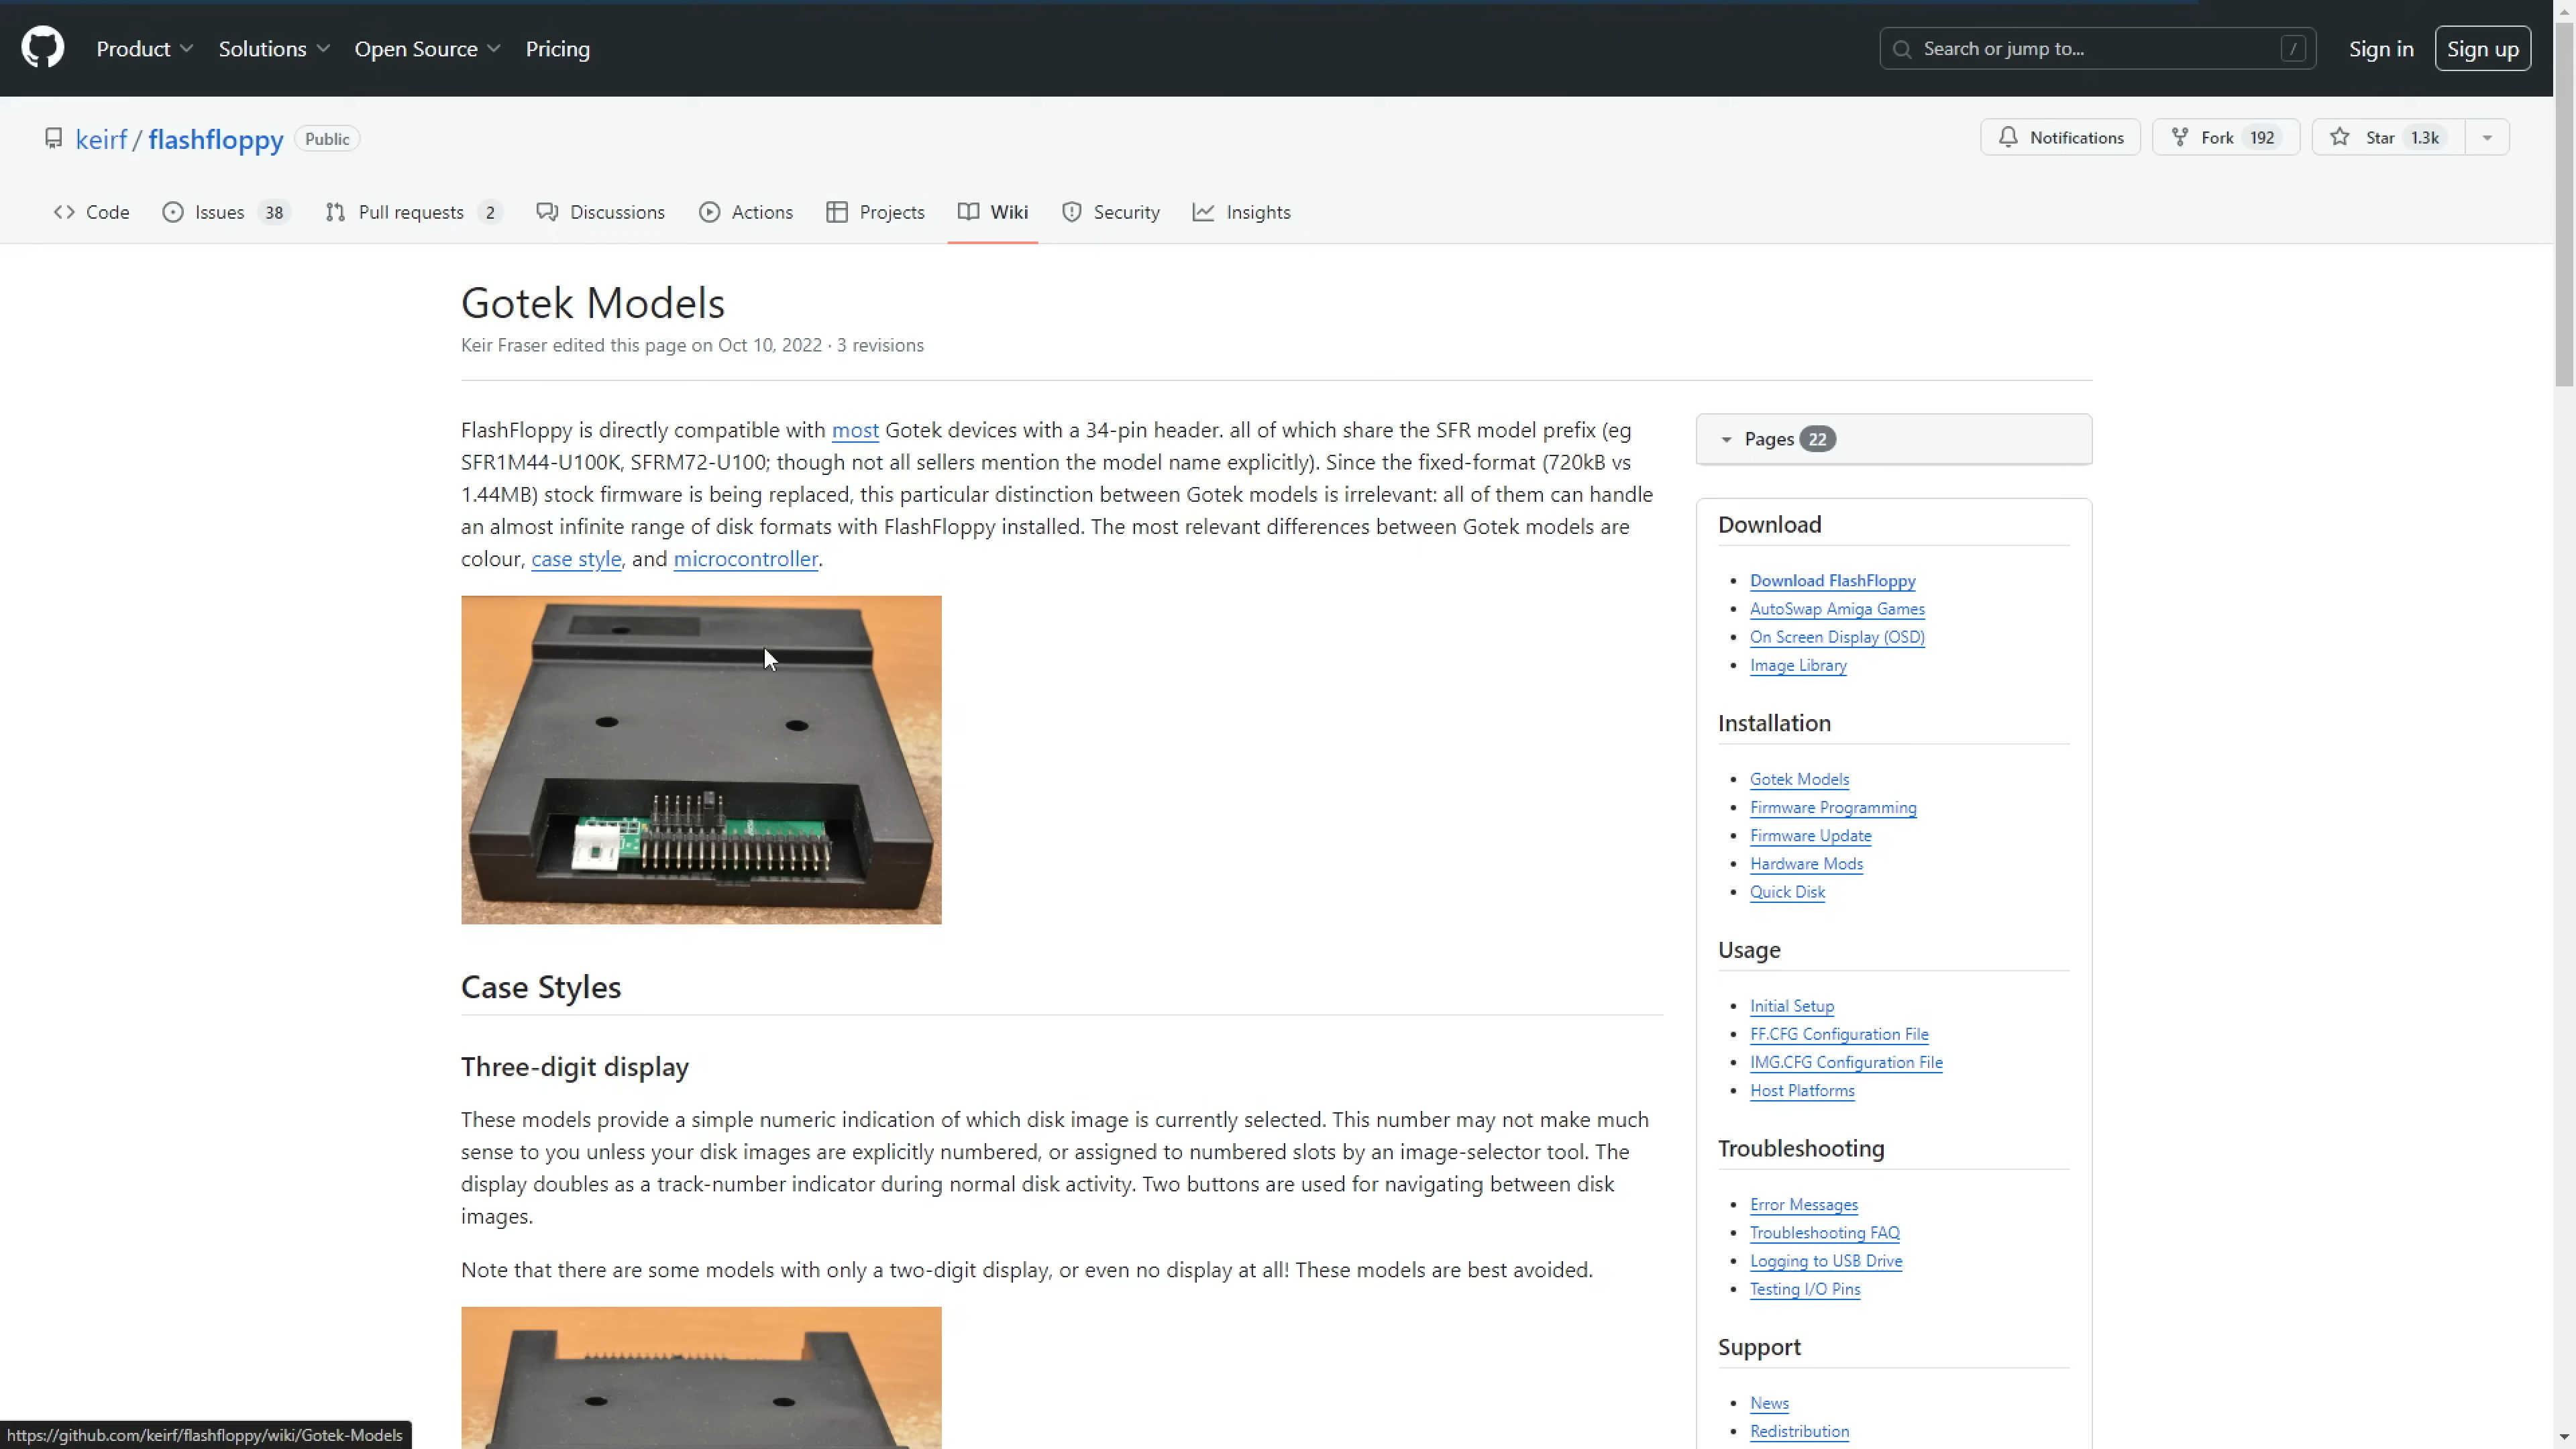 Product Solutions Open Source Pricing Search or jump to... / Sign in Sign up
keirf / flashfloppy Public Notifications Fork 192 Star 1.3k
Code Issues 38 Pull requests 2 Discussions Actions Projects Wiki Security Insights
Gotek Models
Keir Fraser edited this page on Oct 10, 2022 · 3 revisions
FlashFloppy is directly compatible with most Gotek devices with a 34-pin header. all of which share the SFR model prefix (eg
SFR1M44-U100K, SFRM72-U100; though not all sellers mention the model name explicitly). Since the fixed-format (720kB vs
1.44MB) stock firmware is being replaced, this particular distinction between Gotek models is irrelevant: all of them can handle
an almost infinite range of disk formats with FlashFloppy installed. The most relevant differences between Gotek models are
colour, case style, and microcontroller.
Case Styles
Three-digit display
These models provide a simple numeric indication of which disk image is currently selected. This number may not make much
sense to you unless your disk images are explicitly numbered, or assigned to numbered slots by an image-selector tool. The
display doubles as a track-number indicator during normal disk activity. Two buttons are used for navigating between disk
images.
Note that there are some models with only a two-digit display, or even no display at all! These models are best avoided.
Pages 22
Download
Download FlashFloppy
AutoSwap Amiga Games
On Screen Display (OSD)
Image Library
Installation
Gotek Models
Firmware Programming
Firmware Update
Hardware Mods
Quick Disk
Usage
Initial Setup
FF.CFG Configuration File
IMG.CFG Configuration File
Host Platforms
Troubleshooting
Error Messages
Troubleshooting FAQ
Logging to USB Drive
Testing I/O Pins
Support
News
Redistribution
https://github.com/keirf/flashfloppy/wiki/Gotek-Models